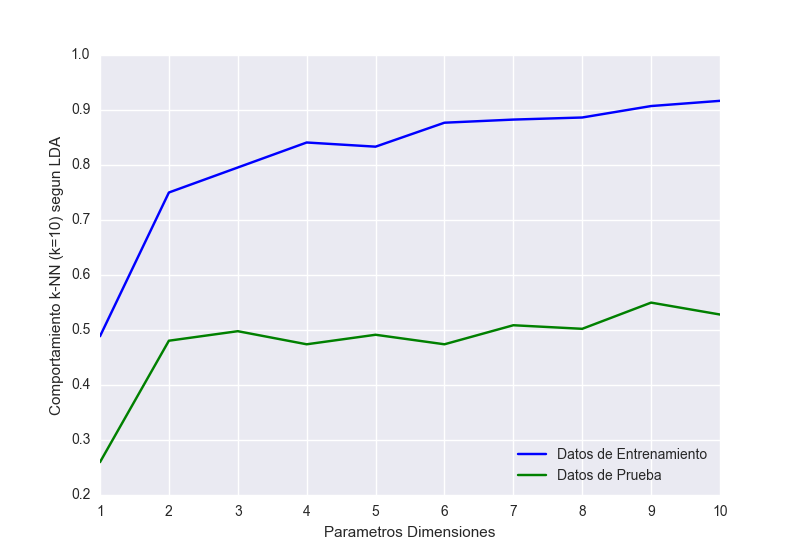 1.0
0.9
0.8
0.7
0.6
0.5
0.4
0.3
0.2
Comportamiento k-NN (k=10) segun LDA
Datos de Entrenamiento
Datos de Prueba
1 2 3 4 5 6 7 8 9 10
Parametros Dimensiones